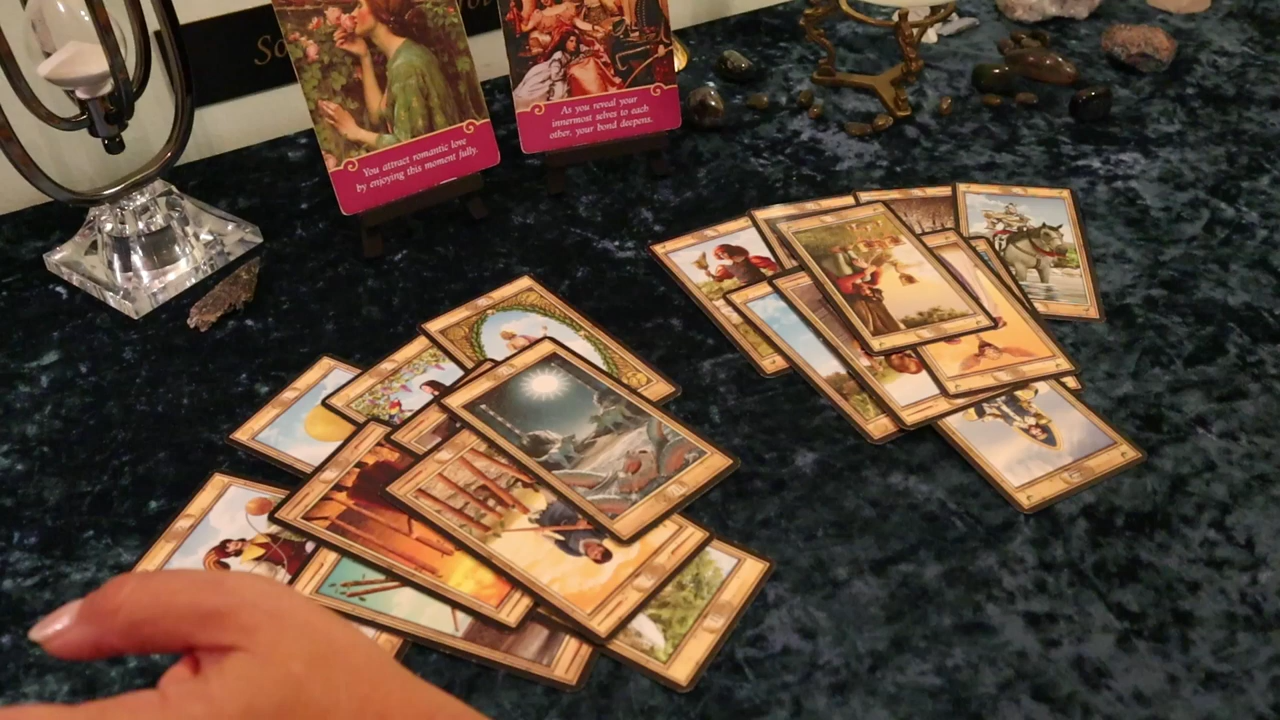 So
You attract romantic love
by enjoying this moment fully.
As you reveal your
innermost selves to each
other, your bond deepens.